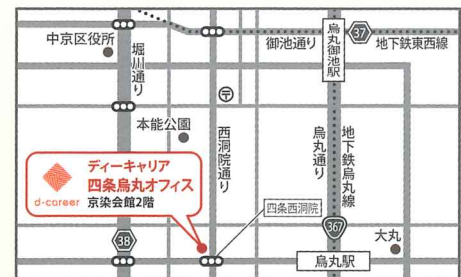 中京区役所
堀川通り
御池通り
烏丸御池駅
37
地下鉄東西線
〒
本能公園
西洞院通り
烏丸通り
地下鉄烏丸線
d-career
ディーキャリア
四条烏丸オフィス
京染会館2階
四条西洞院
38
367
烏丸駅
大丸